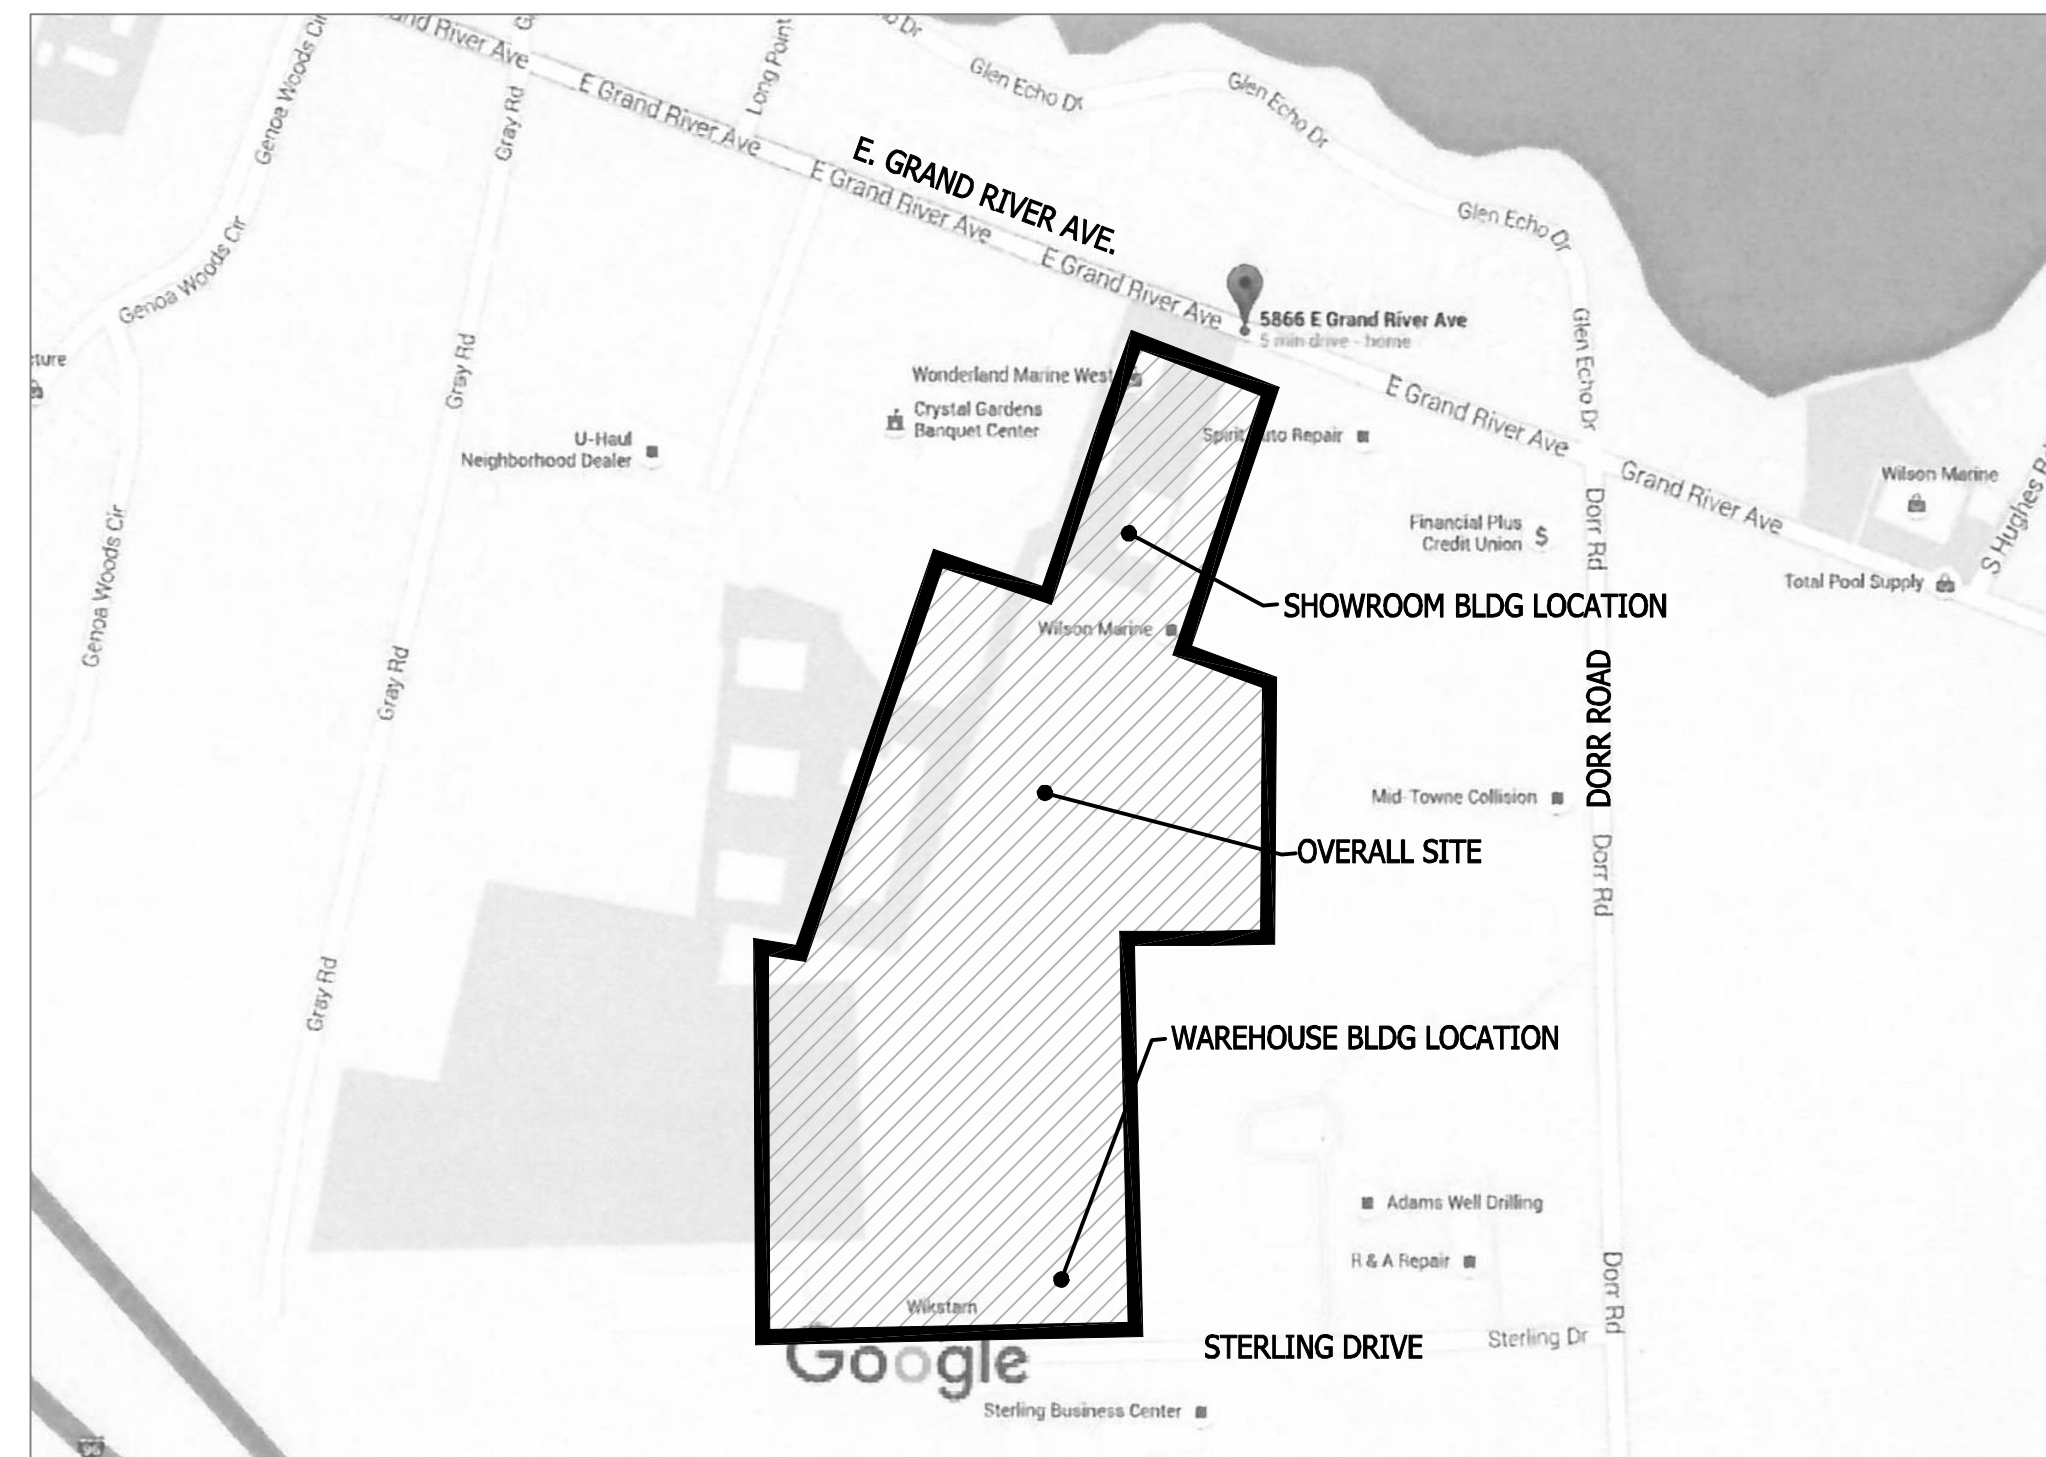 Grand River Ave
Genoa Woods Cir
Gray Rd
E Grand River Ave
Long Point
Glen Echo Dr
Glen Echo Dr
E. GRAND RIVER AVE.
E Grand River Ave
Genoa Woods Cir
Glen Echo Dr
E Grand River Ave
5866 E Grand River Ave
5 min drive - home
Glen Echo Dr
Gray Rd
Wonderland Marine West
E Grand River Ave
Crystal Gardens
Banquet Center
Spirit Auto Repair
U-Haul
Neighborhood Dealer
Grand River Ave
Wilson Marine
S Hughes Rd
Dorr Rd
Financial Plus
Credit Union
$
Total Pool Supply
Genoa Woods Cir
SHOWROOM BLDG LOCATION
Wilson Marine
Gray Rd
DORR ROAD
Mid-Towne Collision
OVERALL SITE
Dorr Rd
Gray Rd
WAREHOUSE BLDG LOCATION
Adams Well Drilling
R & A Repair
Dorr Rd
STERLING DRIVE
Sterling Dr
Google
Sterling Business Center
96